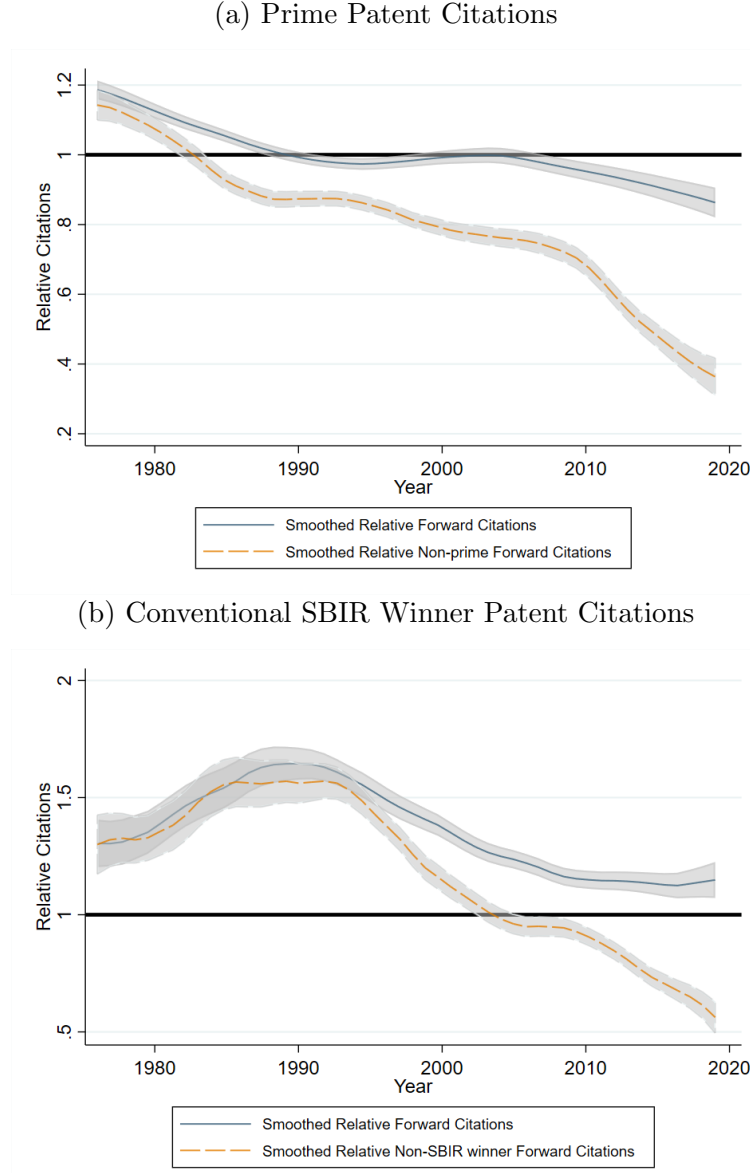 (a) Prime Patent Citations
1.2
1
.8
.6
.4
.2
Relative Citations
1980 1990 2000 2010 2020
Year
Smoothed Relative Forward Citations
Smoothed Relative Non-prime Forward Citations
(b) Conventional SBIR Winner Patent Citations
2
1.5
1
.5
Relative Citations
1980 1990 2000 2010 2020
Year
Smoothed Relative Forward Citations
Smoothed Relative Non-SBIR winner Forward Citations